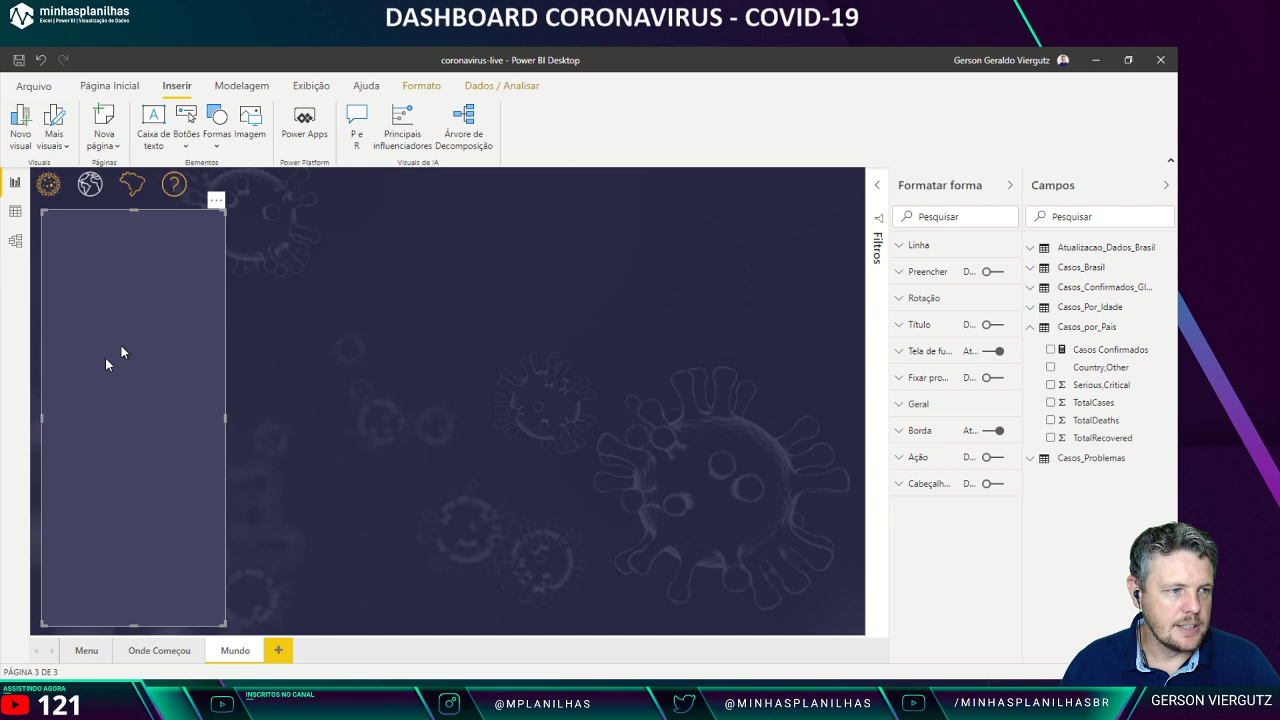 minhasplanilhas
Excel | Power BI | Visualização de Dados
DASHBOARD CORONAVIRUS - COVID-19
coronavirus-live - Power BI Desktop
Gerson Geraldo Viergutz
Arquivo
Página Inicial
Inserir
Modelagem
Exibição
Ajuda
Formato
Dados / Analisar
Novo visual
Mais visuais
Nova página
Caixa de texto
Botões
Formas
Imagem
Power Apps
P e R
Principais influenciadores
Árvore de Decomposição
Visuais
Páginas
Elementos
Power Platform
Visuais de IA
Filtros
Formatar forma
Pesquisar
Linha
Preencher D...
Rotação
Título D...
Tela de fu... At...
Fixar pro... D...
Geral
Borda At...
Ação D...
Cabeçalh... D...
Campos
Pesquisar
Atualizacao_Dados_Brasil
Casos_Brasil
Casos_Confirmados_Gl...
Casos_Por_Idade
Casos_por_Pais
Casos Confirmados
Country,Other
Serious,Critical
TotalCases
TotalDeaths
TotalRecovered
Casos_Problemas
Menu
Onde Começou
Mundo
PÁGINA 3 DE 3
ASSISTINDO AGORA
121
INSCRITOS NO CANAL
@MPLANILHAS
@MINHASPLANILHAS
/MINHASPLANILHASBR
GERSON VIERGUTZ